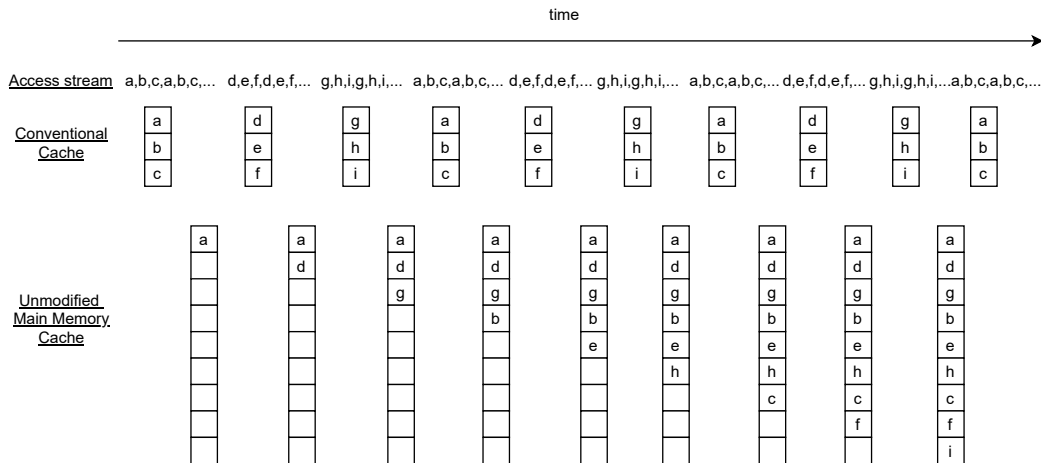 time
Access stream a,b,c,a,b,c,... d,e,f,d,e,f,... g,h,i,g,h,i,... a,b,c,a,b,c,... d,e,f,d,e,f,... g,h,i,g,h,i,... a,b,c,a,b,c,... d,e,f,d,e,f,... g,h,i,g,h,i,...a,b,c,a,b,c,...
Conventional
Cache
a d g a d g a d g a
b e h b e h b e h b
c f i c f i c f i c
Unmodified
Main Memory
Cache
a a a a a a a a a
d d d d d d d d
g g g g g g g
b b b b b b
e e e e e
h h h h
c c c
f f
i